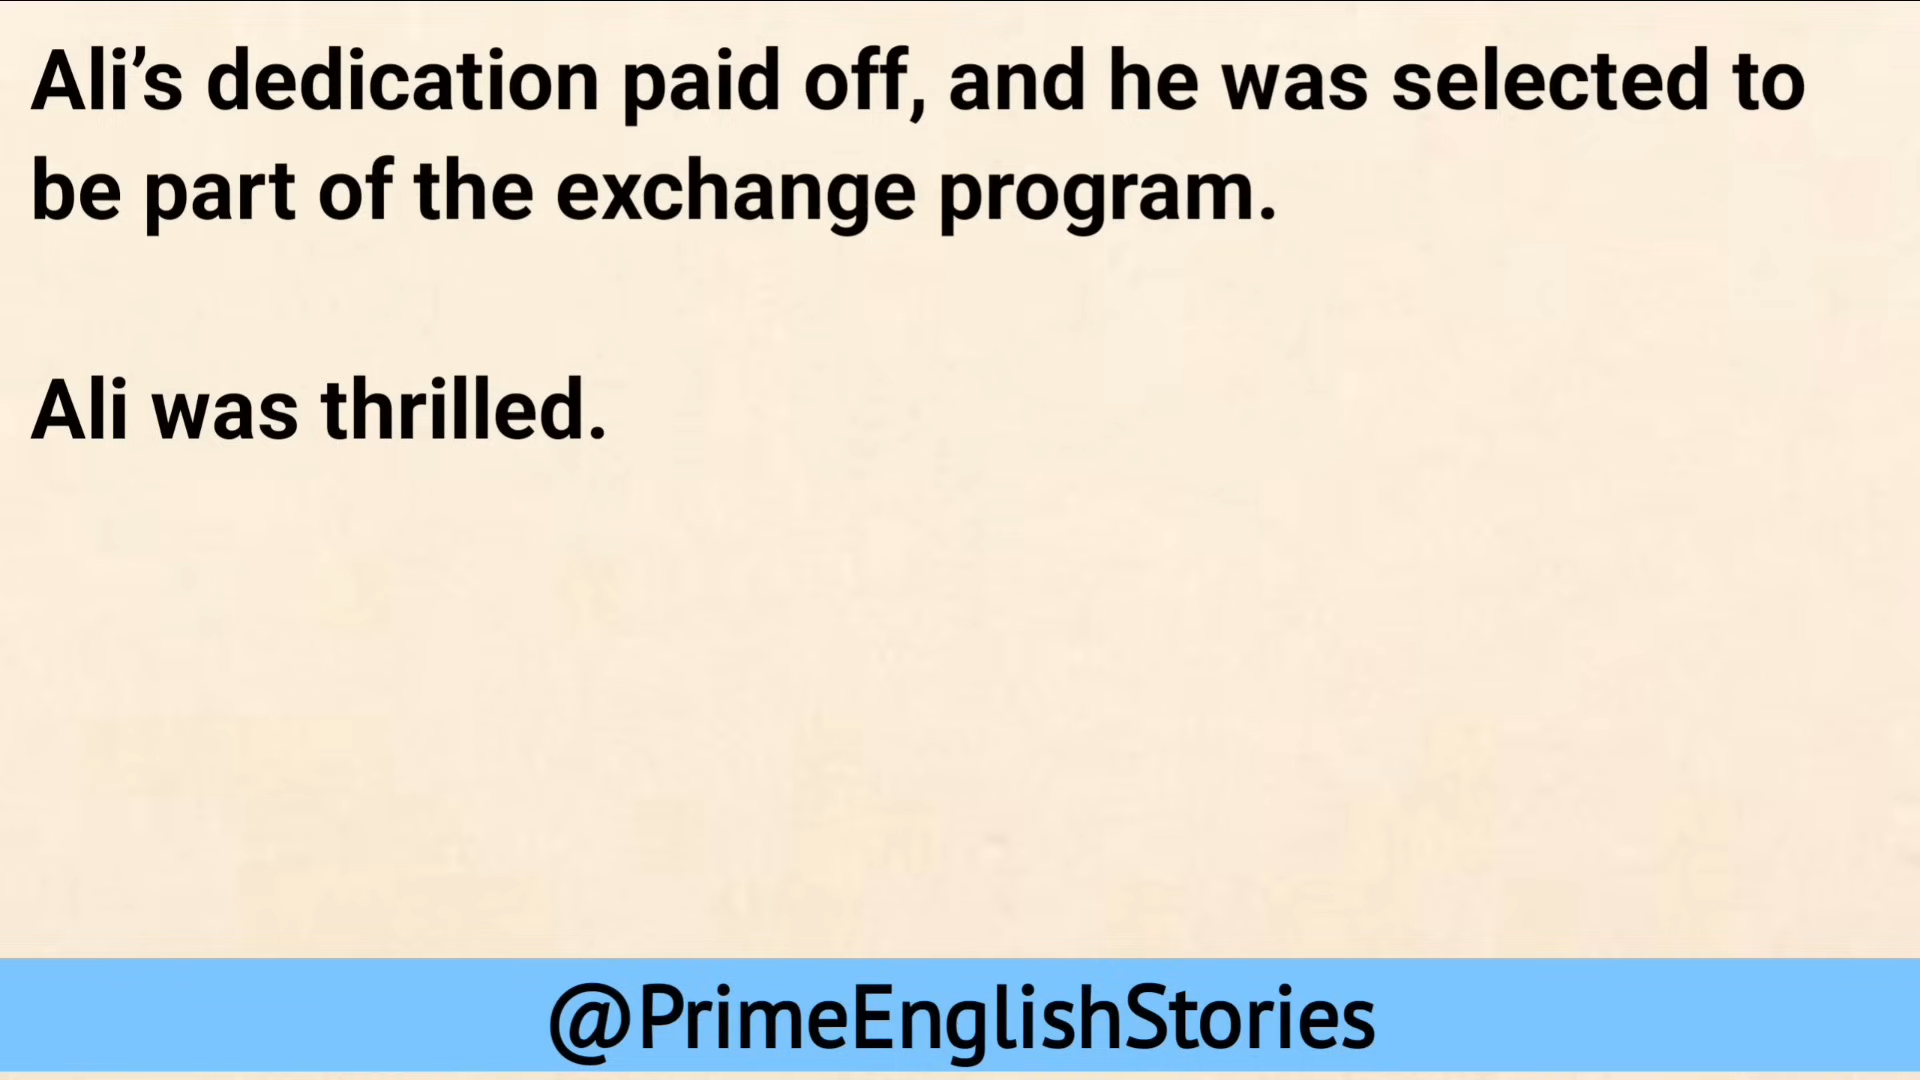 Ali’s dedication paid off, and he was selected to
be part of the exchange program.
Ali was thrilled.
@PrimeEnglishStories